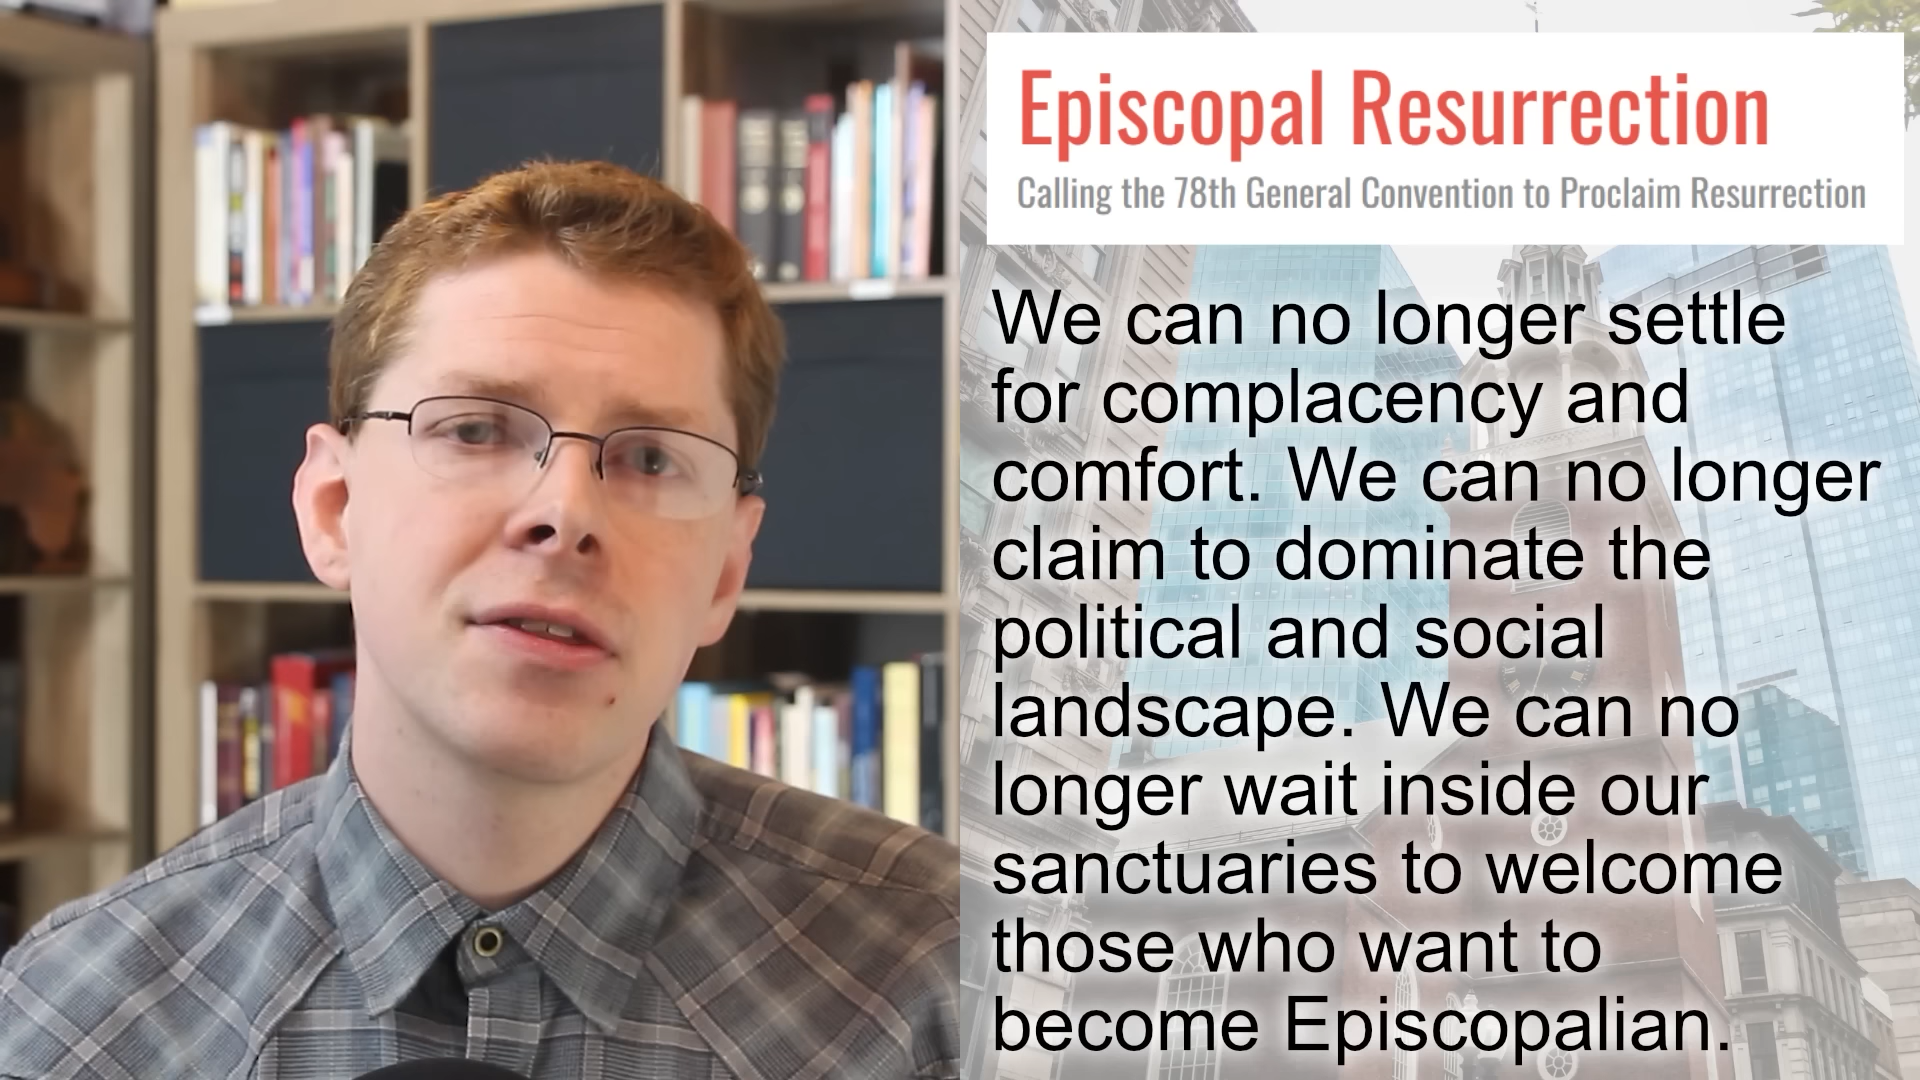 Episcopal Resurrection
Calling the 78th General Convention to Proclaim Resurrection
We can no longer settle
for complacency and
comfort. We can no longer
claim to dominate the
political and social
landscape. We can no
longer wait inside our
sanctuaries to welcome
those who want to
become Episcopalian.